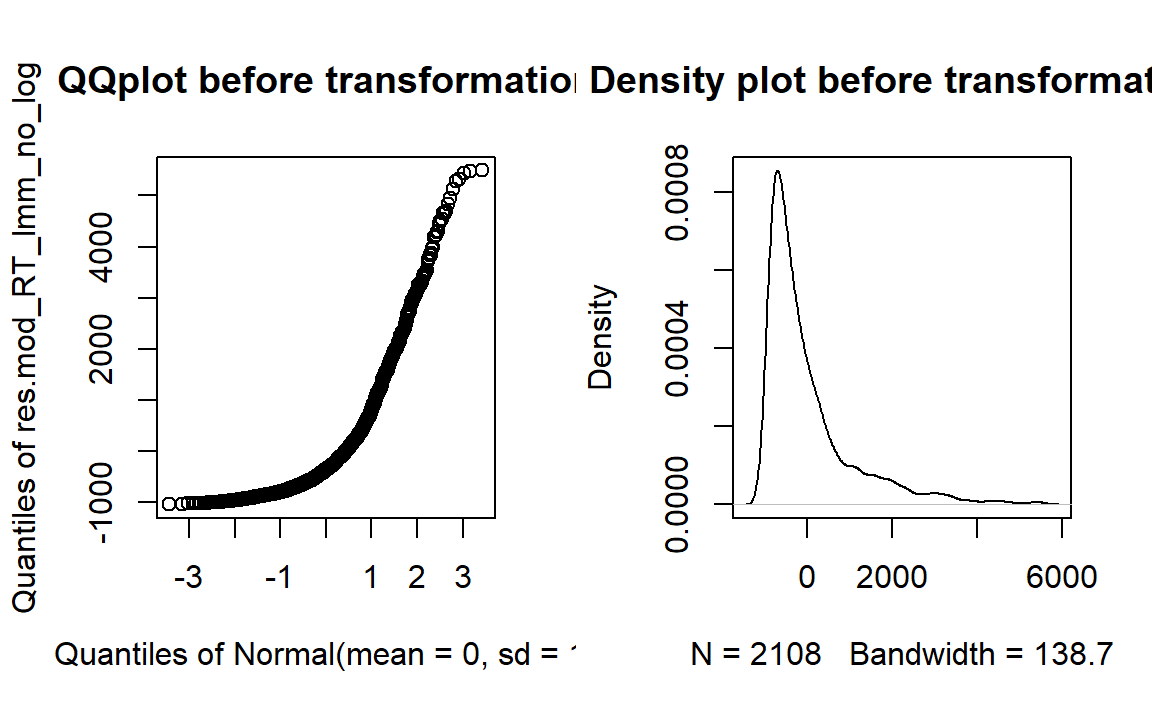 QQplot before transformation
Quantiles of res.mod_RT_lmm_no_log
-1000
2000
4000
-3
-1
1
2
3
Quantiles of Normal(mean = 0, sd =
Density plot before transformat
Density
0.0000
0.0004
0.0008
0
2000
6000
N = 2108 Bandwidth = 138.7